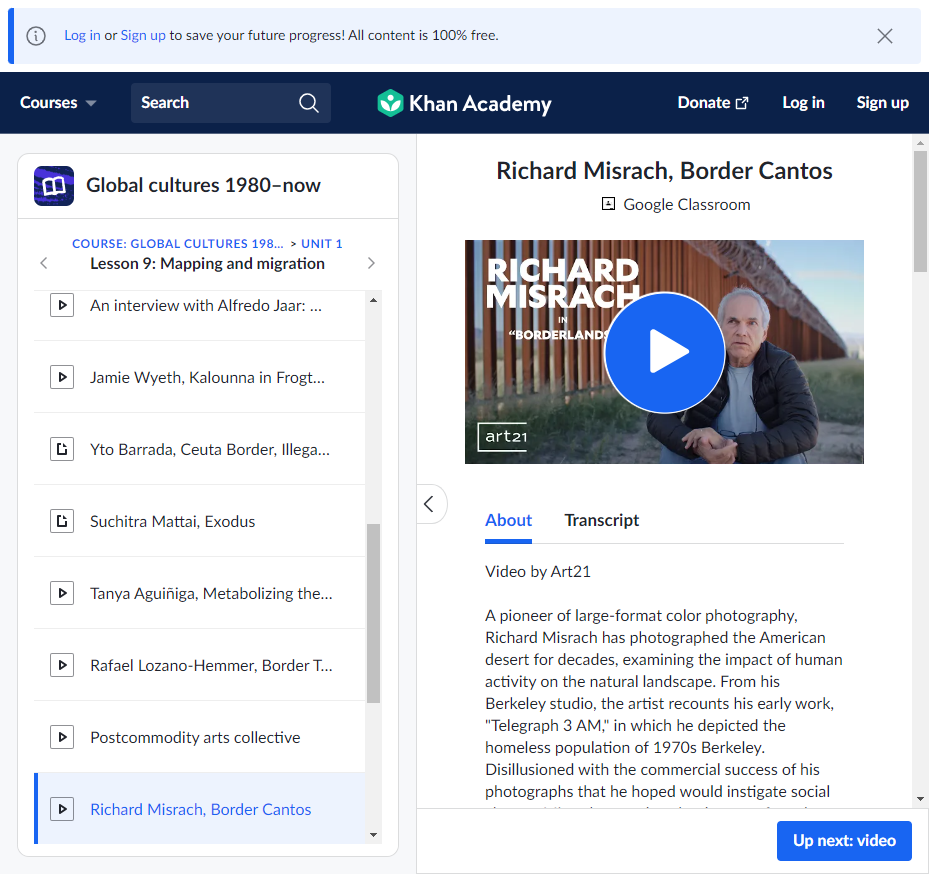 Log in or Sign up to save your future progress! All content is 100% free.
Courses
Search
Khan Academy
Donate
Log in
Sign up
Global cultures 1980–now
COURSE: GLOBAL CULTURES 198... > UNIT 1
Lesson 9: Mapping and migration
An interview with Alfredo Jaar: ...
Jamie Wyeth, Kalounna in Frogt...
Yto Barrada, Ceuta Border, Illega...
Suchitra Mattai, Exodus
Tanya Aguiñiga, Metabolizing the...
Rafael Lozano-Hemmer, Border T...
Postcommodity arts collective
Richard Misrach, Border Cantos
Richard Misrach, Border Cantos
Google Classroom
RICHARD
MISRACH
IN
"BORDERLANDS
art21
About
Transcript
Video by Art21
A pioneer of large-format color photography,
Richard Misrach has photographed the American
desert for decades, examining the impact of human
activity on the natural landscape. From his
Berkeley studio, the artist recounts his early work,
"Telegraph 3 AM," in which he depicted the
homeless population of 1970s Berkeley.
Disillusioned with the commercial success of his
photographs that he hoped would instigate social
Up next: video